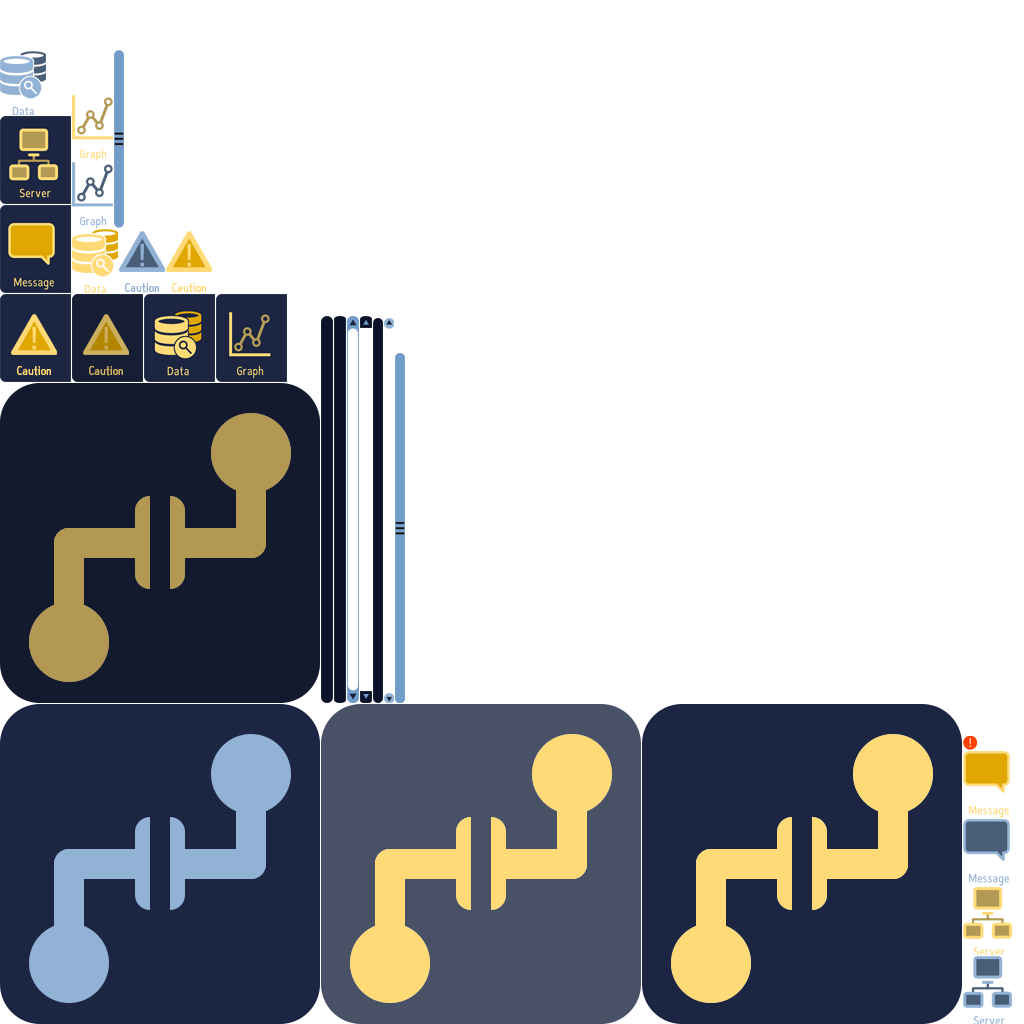 Data
Graph
Server
Graph
Message
Data
Caution
Caution
Caution
Caution
Data
Graph
!
Message
Message
Server
Server